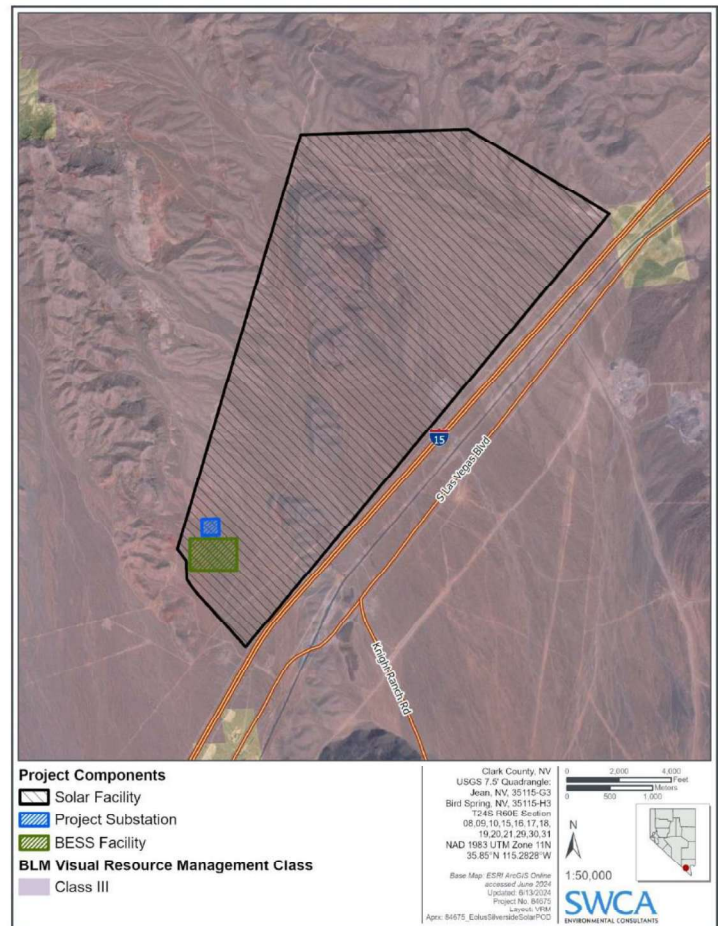 15
S Las Vegas Blvd
Knight Ranch Rd
Project Components
Solar Facility
Project Substation
BESS Facility
BLM Visual Resource Management Class
Class III
Clark County, NV
USGS 7.5' Quadrangle:
Jean, NV, 35115-G3
Bird Spring, NV, 35115-H3
T24S R60E Section
08,09,10,15,16,17,18,
19,20,21,29,30,31
NAD 1983 UTM Zone 11N
35.85°N 115.2828°W
Base Map: ESRI ArcGIS Online
accessed June 2024
Updated: 6/13/2024
Project No. 84675
Layout: VRM
Aprx: 84675_EolusSilversideSolarPOD
0 2,000 4,000
Feet
Meters
0 500 1,000
N
1:50,000
SWCA
ENVIRONMENTAL CONSULTANTS